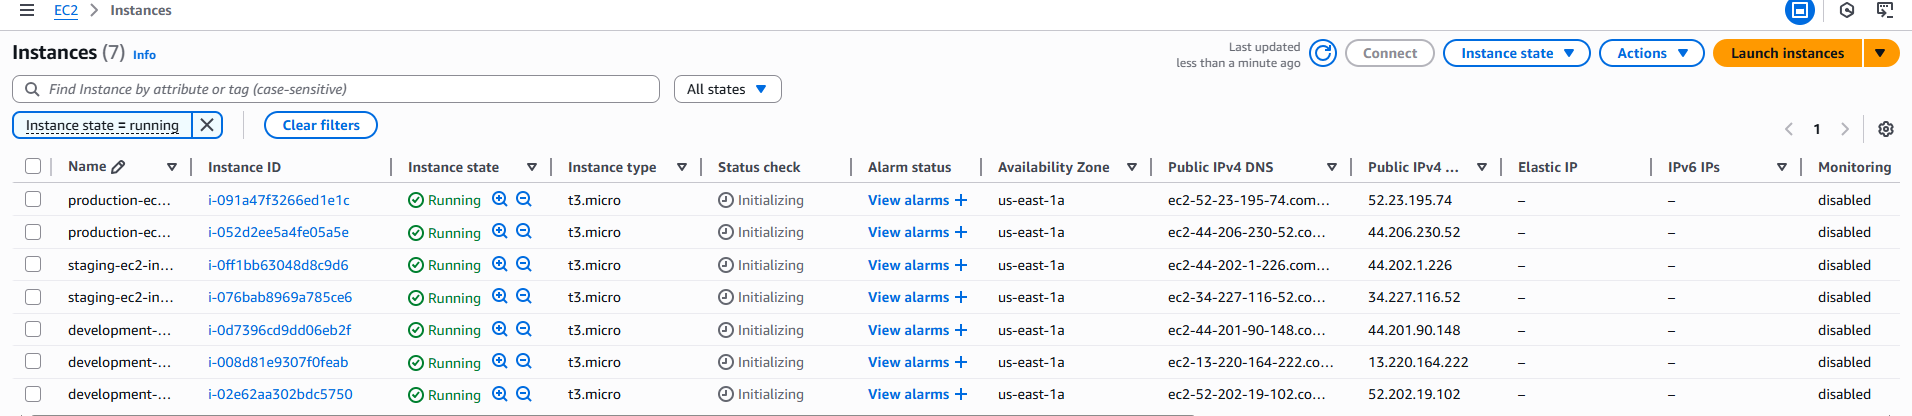 EC2 > Instances
Instances (7) Info
Last updated
less than a minute ago
Connect
Instance state
Actions
Launch instances
Find Instance by attribute or tag (case-sensitive)
All states
Instance state = running
Clear filters
1
Name Instance ID Instance state Instance type Status check Alarm status Availability Zone Public IPv4 DNS Public IPv4 ... Elastic IP IPv6 IPs Monitoring
production-ec... i-091a47f3266ed1e1c Running t3.micro Initializing View alarms + us-east-1a ec2-52-23-195-74.com... 52.23.195.74 – – disabled
production-ec... i-052d2ee5a4fe05a5e Running t3.micro Initializing View alarms + us-east-1a ec2-44-206-230-52.co... 44.206.230.52 – – disabled
staging-ec2-in... i-0ff1bb63048d8c9d6 Running t3.micro Initializing View alarms + us-east-1a ec2-44-202-1-226.com... 44.202.1.226 – – disabled
staging-ec2-in... i-076bab8969a785ce6 Running t3.micro Initializing View alarms + us-east-1a ec2-34-227-116-52.co... 34.227.116.52 – – disabled
development-... i-0d7396cd9dd06eb2f Running t3.micro Initializing View alarms + us-east-1a ec2-44-201-90-148.co... 44.201.90.148 – – disabled
development-... i-008d81e9307f0feab Running t3.micro Initializing View alarms + us-east-1a ec2-13-220-164-222.co... 13.220.164.222 – – disabled
development-... i-02e62aa302bdc5750 Running t3.micro Initializing View alarms + us-east-1a ec2-52-202-19-102.co... 52.202.19.102 – – disabled